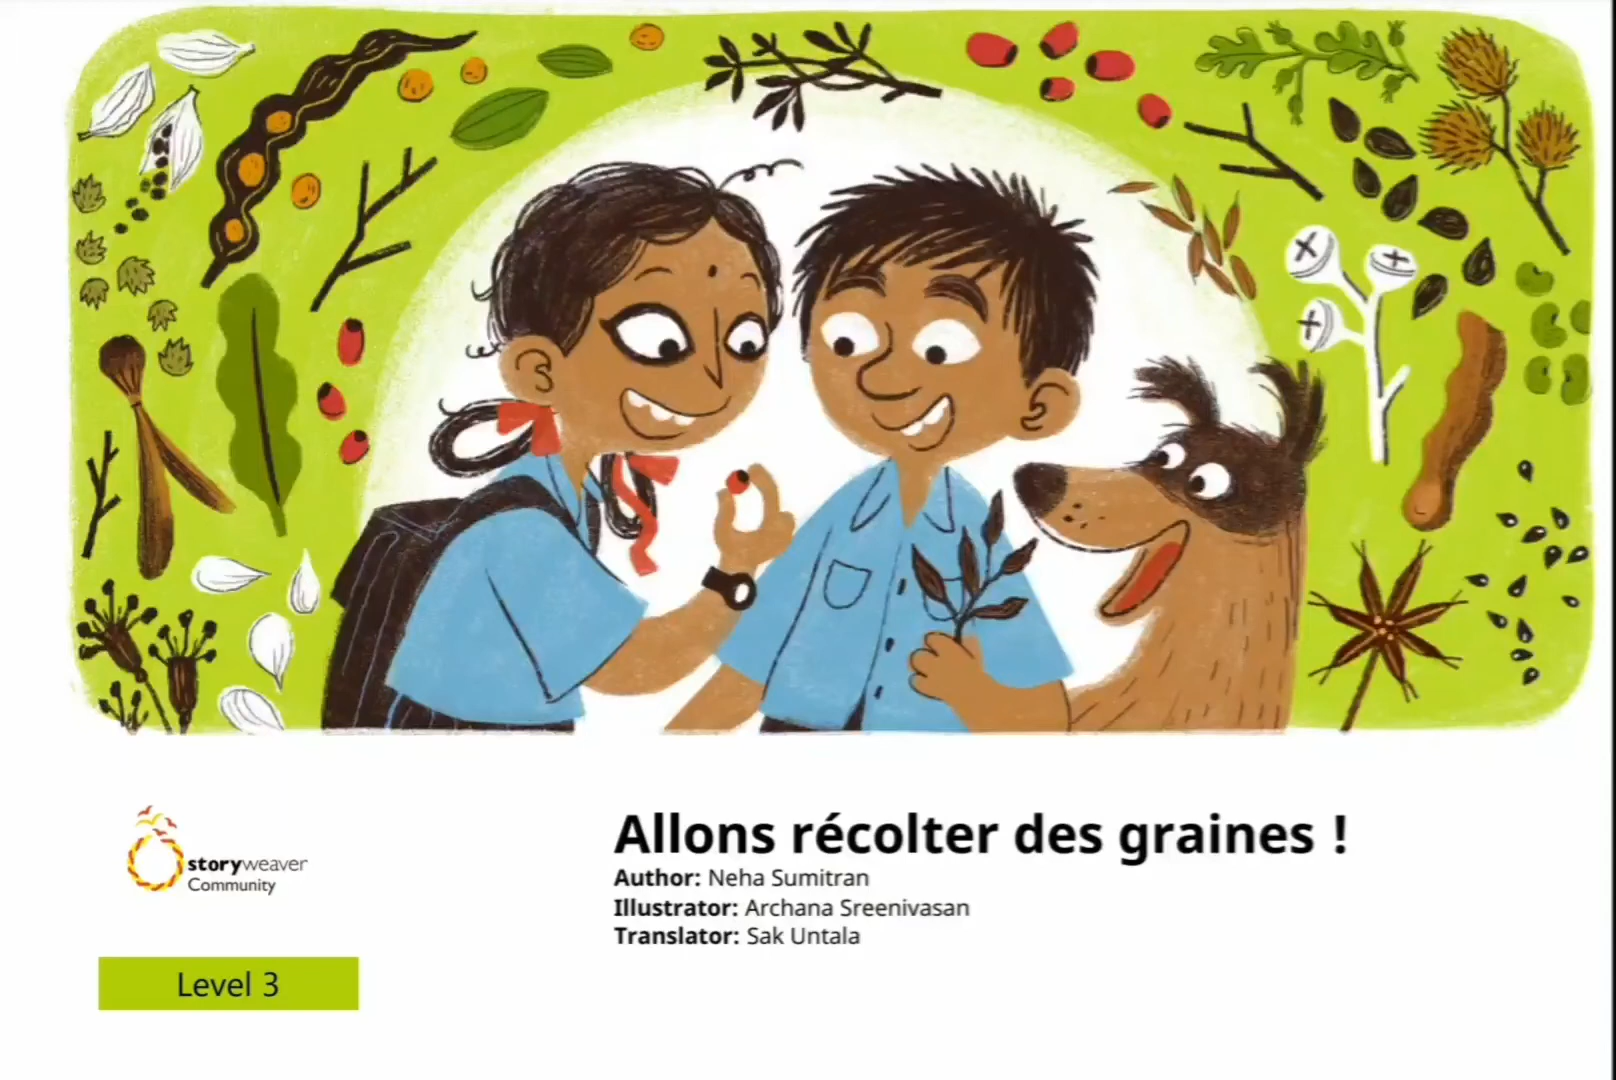 Allons récolter des graines !
Author: Neha Sumitran
Illustrator: Archana Sreenivasan
Translator: Sak Untala
storyweaver
Community
Level 3